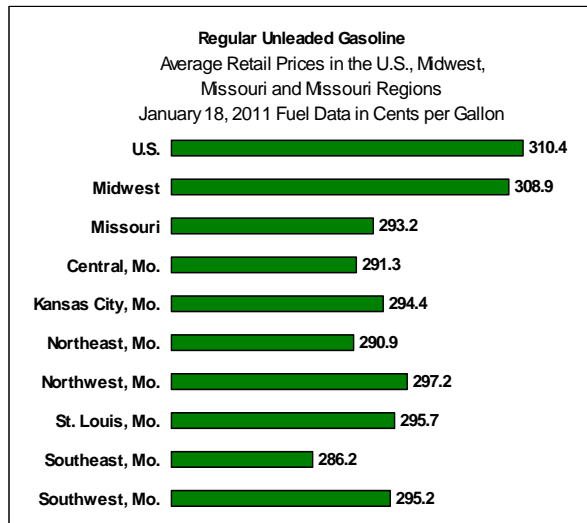 Regular Unleaded Gasoline
Average Retail Prices in the U.S., Midwest,
Missouri and Missouri Regions
January 18, 2011 Fuel Data in Cents per Gallon
U.S. 310.4
Midwest 308.9
Missouri 293.2
Central, Mo. 291.3
Kansas City, Mo. 294.4
Northeast, Mo. 290.9
Northwest, Mo. 297.2
St. Louis, Mo. 295.7
Southeast, Mo. 286.2
Southwest, Mo. 295.2